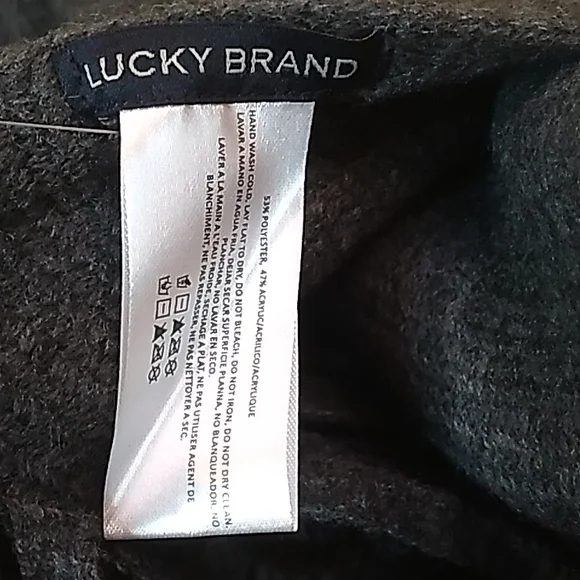 LUCKY BRAND
53% POLYESTER, 47% ACRYLIC/ACRILICO/ACRYLIQUE
HAND WASH COLD, LAY FLAT TO DRY, DO NOT BLEACH, DO NOT IRON, DO NOT DRY CLEAN.
LAVAR A MANO EN AGUA FRIA, DEJAR SECAR SUPERFICIE PLANNA, NO BLANQUEADOR, NO
PLANCHAR, NO LAVAR EN SECO.
LAVER A LA MAIN A L'EAU FROIDE-SECHAGE A PLAT, NE PAS UTILISER AGENT DE
BLANCHIMENT, NE PAS REPASSER, NE PAS NETTOYER A SEC.